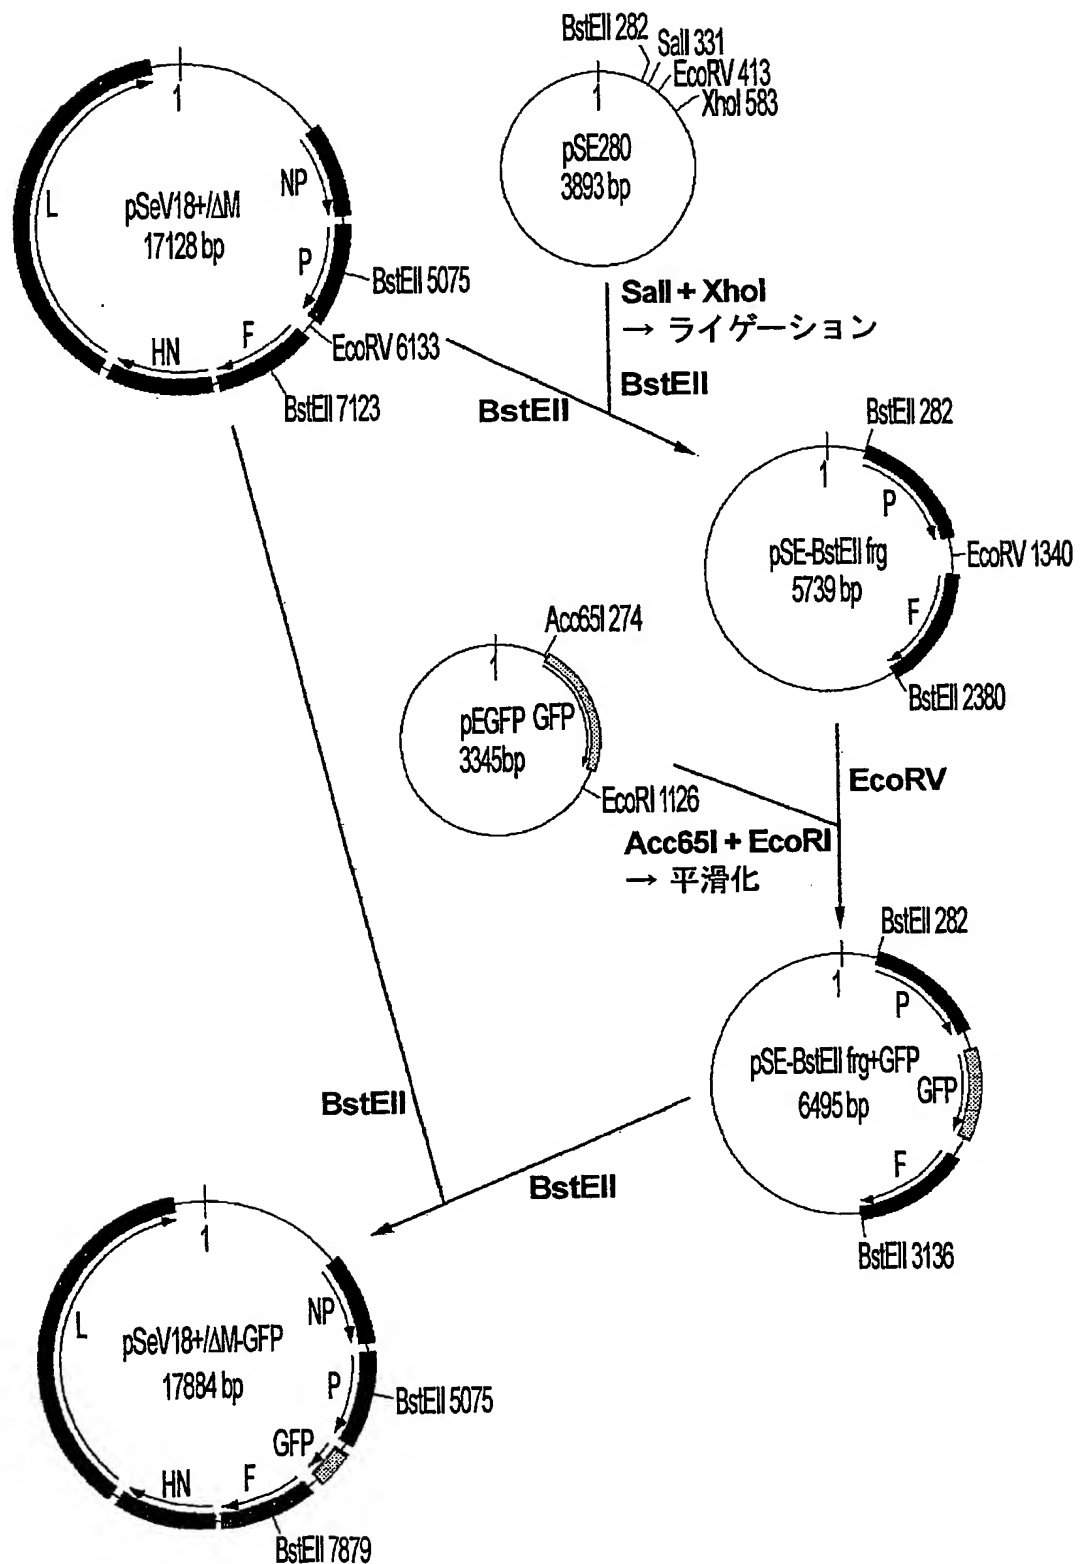 1
L
NP
pSeV18+/ΔM
17128 bp
P
BstEII 5075
F
HN
EcoRV 6133
BstEII 7123
BstEII 282
SalI 331
EcoRV 413
XhoI 583
1
pSE280
3893 bp
SalI + XhoI
→ ライゲーション
BstEII
BstEII
BstEII 282
1
P
EcoRV 1340
pSE-BstEII frg
5739 bp
F
BstEII 2380
Acc65I 274
1
pEGFP GFP
3345bp
EcoRI 1126
EcoRV
Acc65I + EcoRI
→ 平滑化
BstEII 282
1
P
pSE-BstEII frg+GFP
GFP
6495 bp
F
BstEII 3136
BstEII
BstEII
1
NP
L
pSeV18+/ΔM-GFP
17884 bp
P
BstEII 5075
GFP
F
HN
BstEII 7879